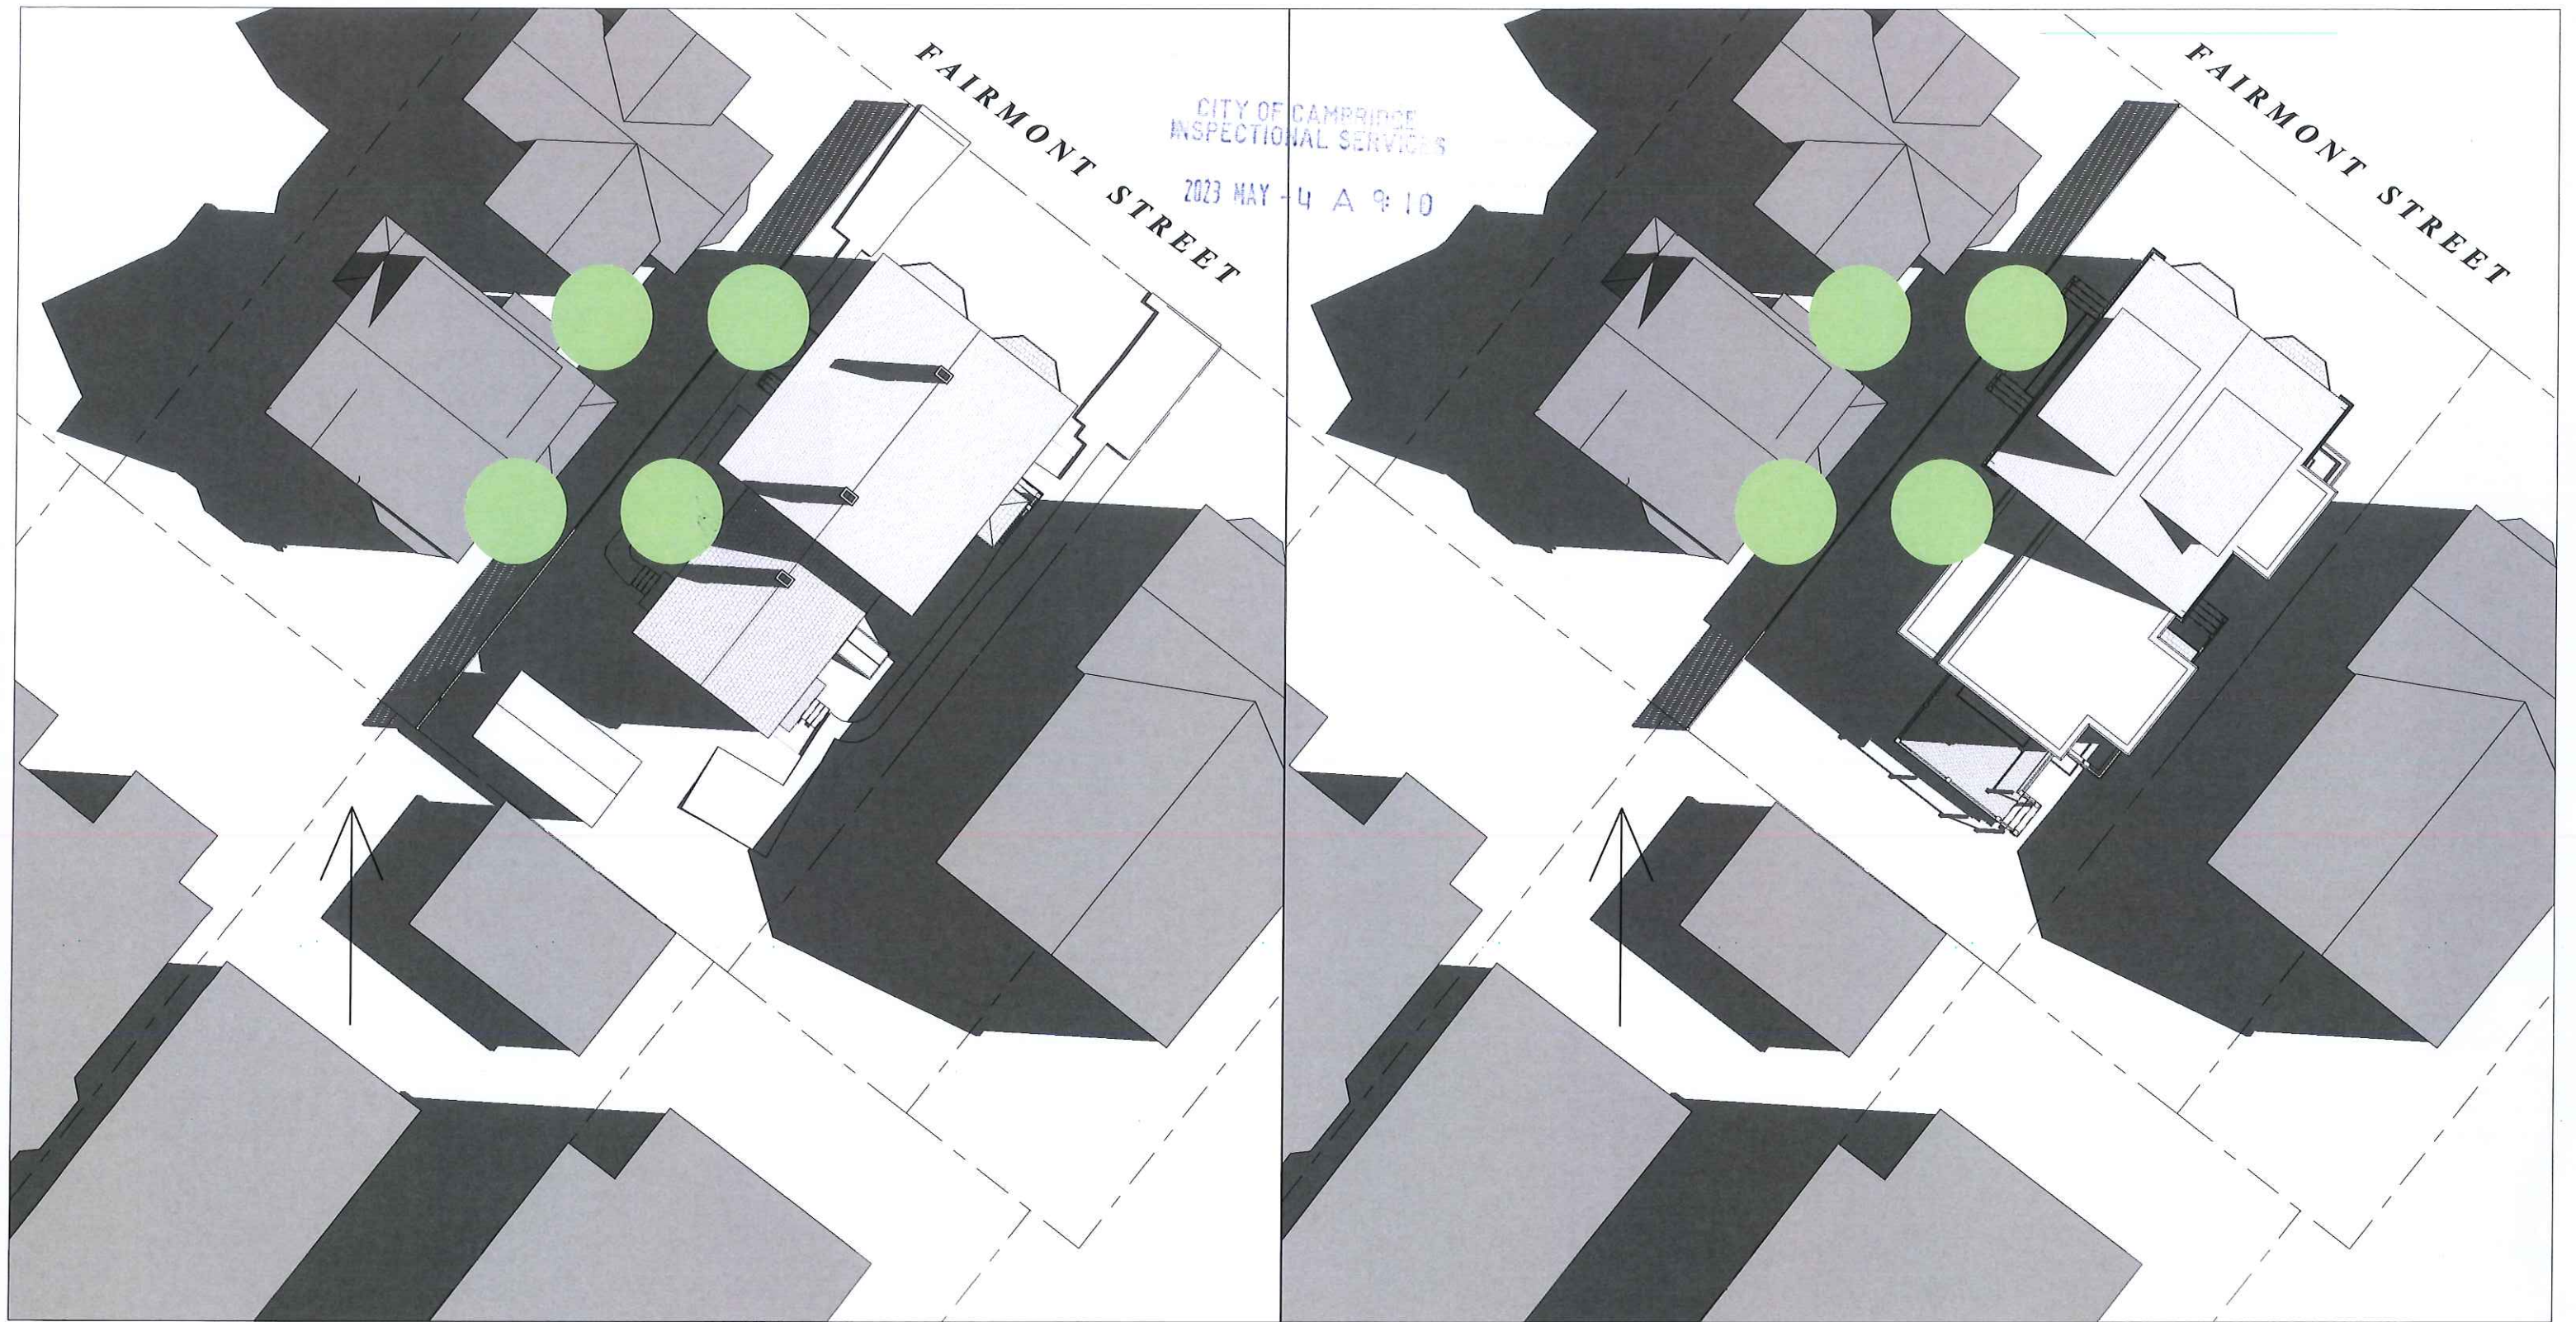 FAIRMONT STREET
CITY OF CAMBRIDGE
INSPECTIONAL SERVICES
2023 MAY -4 A 9:10
FAIRMONT STREET